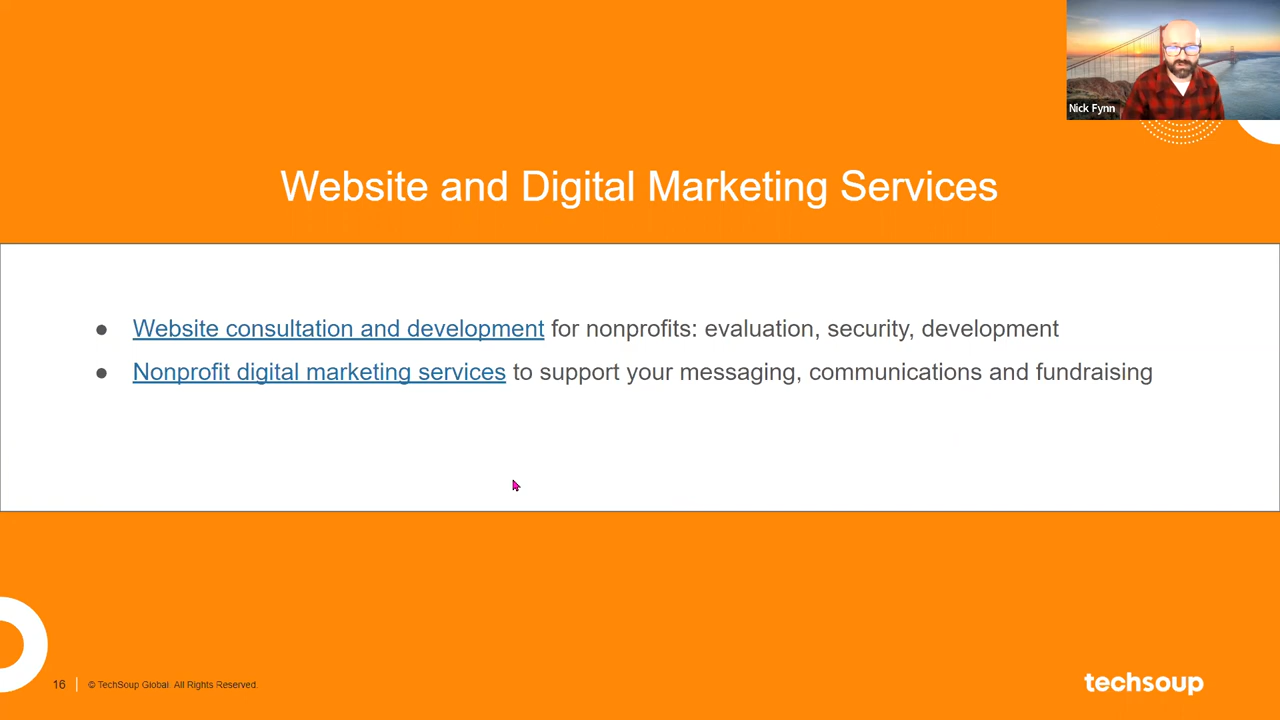 Nick Fynn
Website and Digital Marketing Services
● Website consultation and development for nonprofits: evaluation, security, development
● Nonprofit digital marketing services to support your messaging, communications and fundraising
16
© TechSoup Global. All Rights Reserved.
techsoup